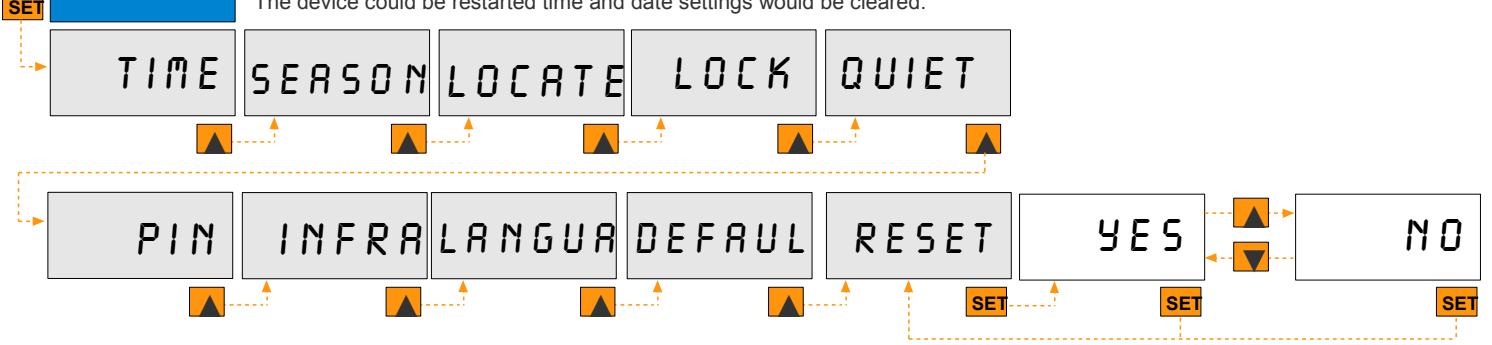 SET
The device could be restarted time and date settings would be cleared.
TIME SEASON LOCATE LOCK QUIET
PIN INFRA LANGUA DEFAUL RESET YES NO
SET SET SET